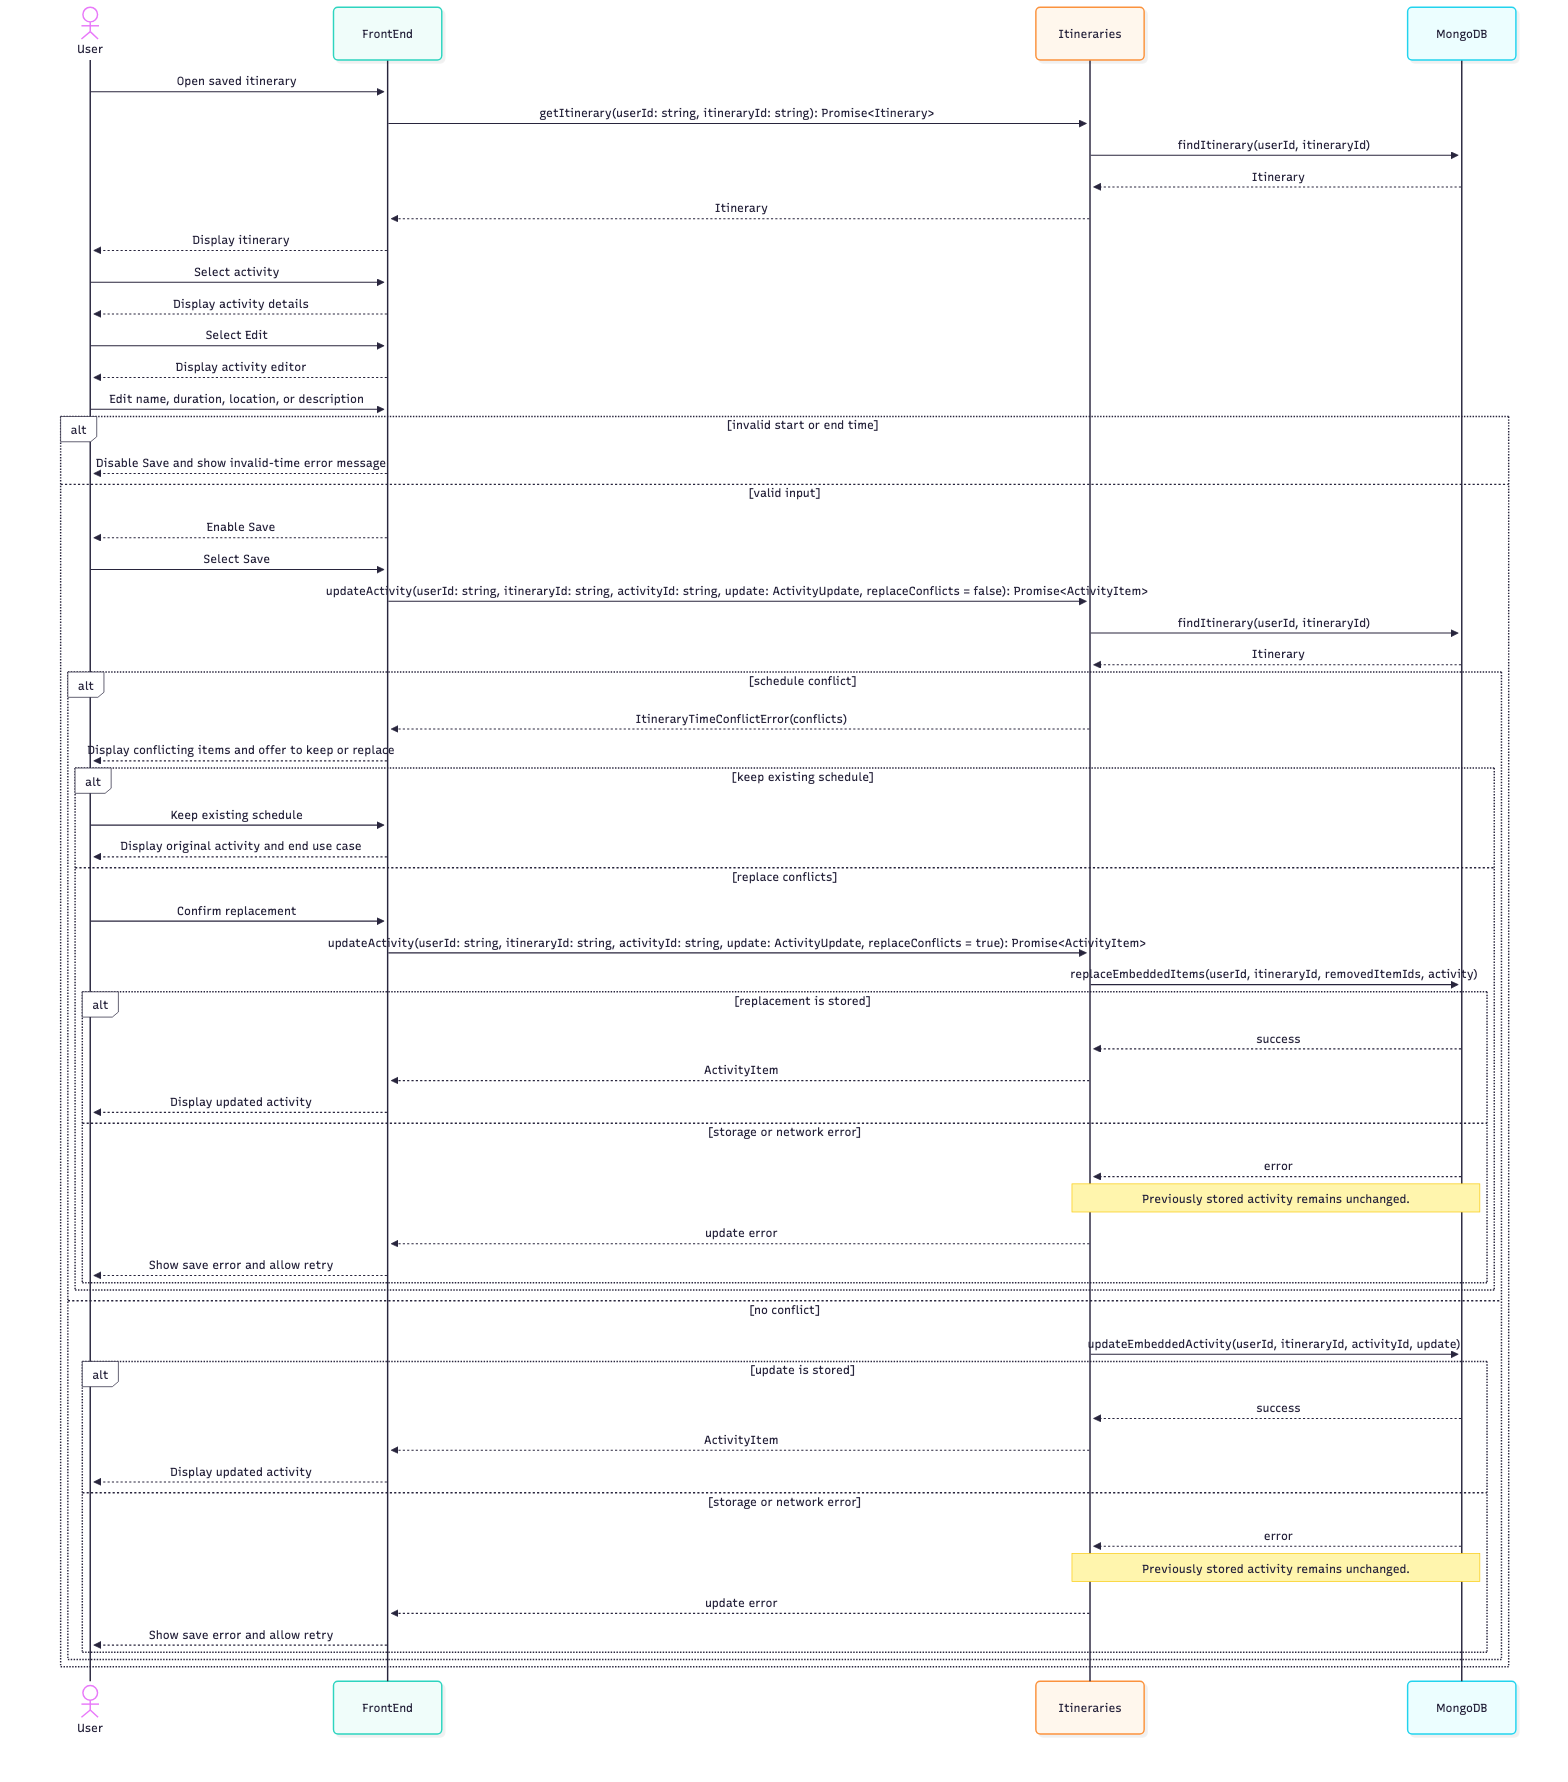 User
FrontEnd
Itineraries
MongoDB
Open saved itinerary
getItinerary(userId: string, itineraryId: string): Promise<Itinerary>
findItinerary(userId, itineraryId)
Itinerary
Itinerary
Display itinerary
Select activity
Display activity details
Select Edit
Display activity editor
Edit name, duration, location, or description
alt
[invalid start or end time]
Disable Save and show invalid-time error message
[valid input]
Enable Save
Select Save
updateActivity(userId: string, itineraryId: string, activityId: string, update: ActivityUpdate, replaceConflicts = false): Promise<ActivityItem>
findItinerary(userId, itineraryId)
Itinerary
alt
[schedule conflict]
ItineraryTimeConflictError(conflicts)
Display conflicting items and offer to keep or replace
alt
[keep existing schedule]
Keep existing schedule
Display original activity and end use case
[replace conflicts]
Confirm replacement
updateActivity(userId: string, itineraryId: string, activityId: string, update: ActivityUpdate, replaceConflicts = true): Promise<ActivityItem>
replaceEmbeddedItems(userId, itineraryId, removedItemIds, activity)
alt
[replacement is stored]
success
ActivityItem
Display updated activity
[storage or network error]
error
Previously stored activity remains unchanged.
update error
Show save error and allow retry
[no conflict]
updateEmbeddedActivity(userId, itineraryId, activityId, update)
alt
[update is stored]
success
ActivityItem
Display updated activity
[storage or network error]
error
Previously stored activity remains unchanged.
update error
Show save error and allow retry
User
FrontEnd
Itineraries
MongoDB